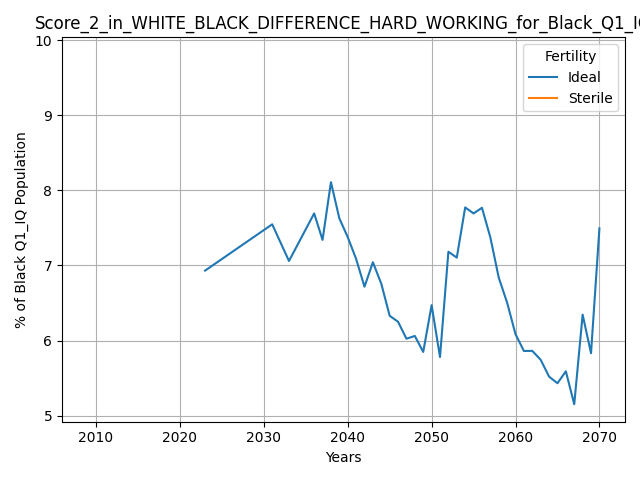 Score_2_in_WHITE_BLACK_DIFFERENCE_HARD_WORKING_for_Black_Q1_I
10
9
8
7
6
5
% of Black Q1_IQ Population
Fertility
Ideal
Sterile
2010 2020 2030 2040 2050 2060 2070
Years